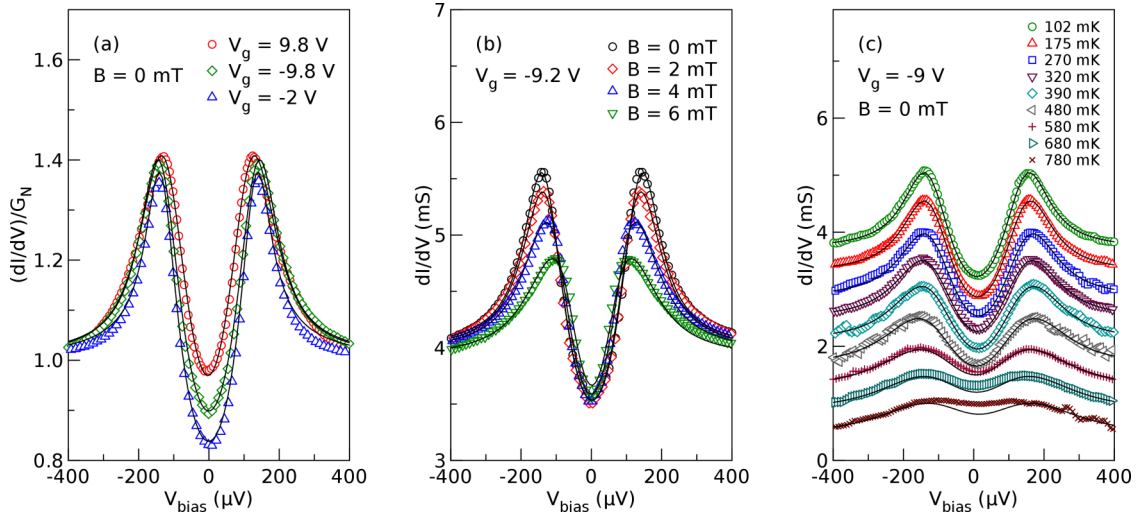 (a)
B = 0 mT
V_g = 9.8 V
V_g = -9.8 V
V_g = -2 V
(dI/dV)/G_N
1.6
1.4
1.2
1.0
0.8
-400 -200 0 200 400
V_bias (μV)
(b)
V_g = -9.2 V
B = 0 mT
B = 2 mT
B = 4 mT
B = 6 mT
dI/dV (mS)
7
6
5
4
3
-400 -200 0 200 400
V_bias (μV)
(c)
V_g = -9 V
B = 0 mT
102 mK
175 mK
270 mK
320 mK
390 mK
480 mK
580 mK
680 mK
780 mK
dI/dV (mS)
6
4
2
0
-400 -200 0 200 400
V_bias (μV)